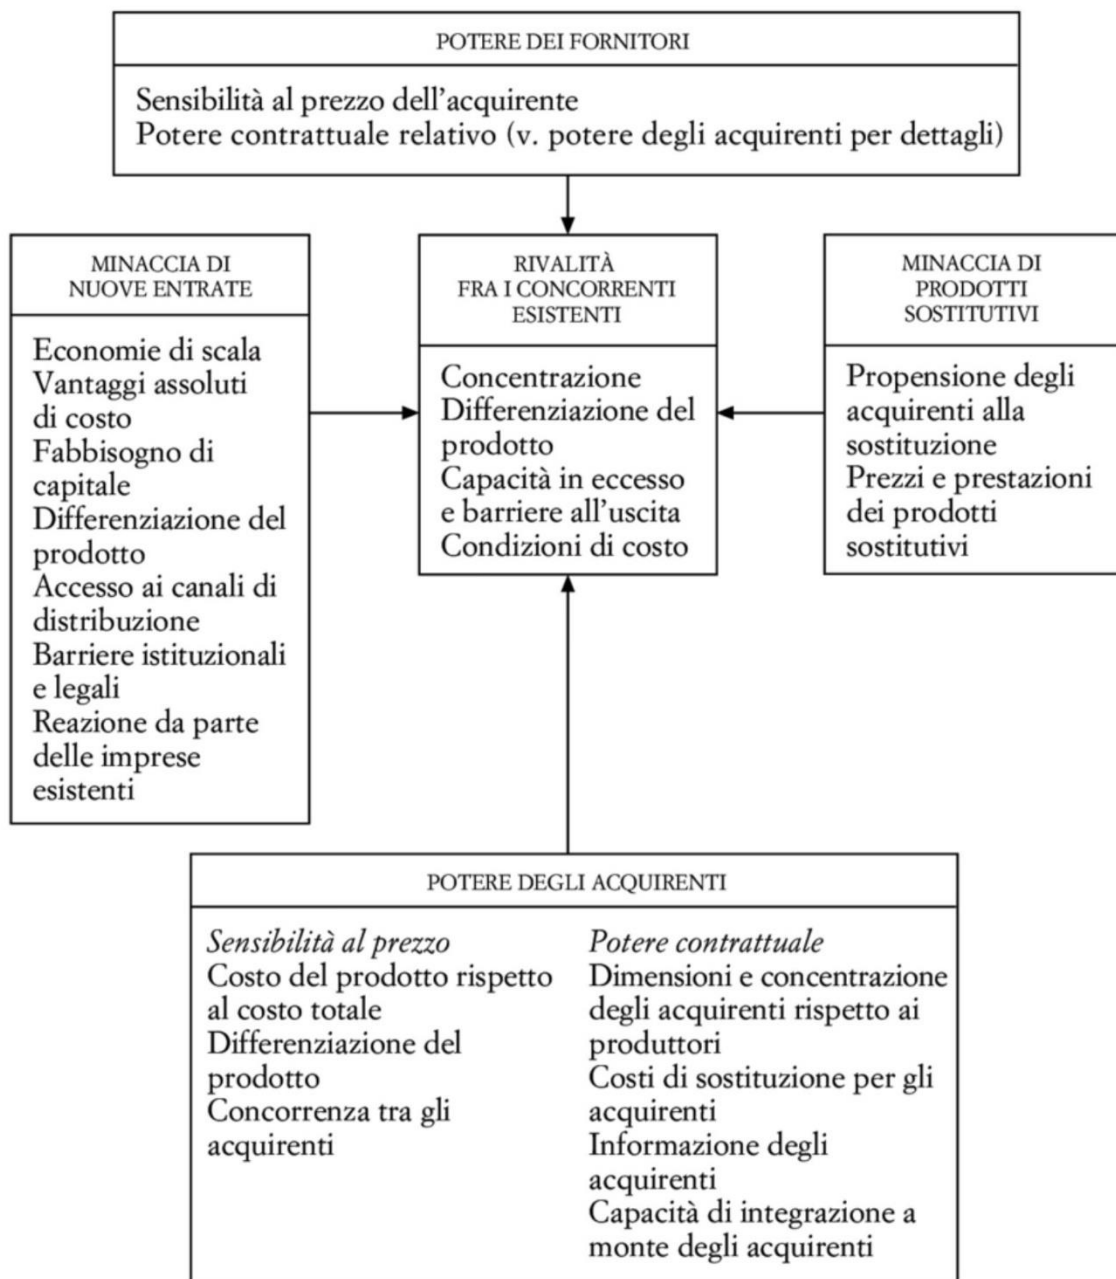 POTERE DEI FORNITORI
Sensibilità al prezzo dell’acquirente
Potere contrattuale relativo (v. potere degli acquirenti per dettagli)
MINACCIA DI
NUOVE ENTRATE
Economie di scala
Vantaggi assoluti
di costo
Fabbisogno di
capitale
Differenziazione del
prodotto
Accesso ai canali di
distribuzione
Barriere istituzionali
e legali
Reazione da parte
delle imprese
esistenti
RIVALITÀ
FRA I CONCORRENTI
ESISTENTI
Concentrazione
Differenziazione del
prodotto
Capacità in eccesso
e barriere all’uscita
Condizioni di costo
MINACCIA DI
PRODOTTI
SOSTITUTIVI
Propensione degli
acquirenti alla
sostituzione
Prezzi e prestazioni
dei prodotti
sostitutivi
POTERE DEGLI ACQUIRENTI
Sensibilità al prezzo
Costo del prodotto rispetto
al costo totale
Differenziazione del
prodotto
Concorrenza tra gli
acquirenti
Potere contrattuale
Dimensioni e concentrazione
degli acquirenti rispetto ai
produttori
Costi di sostituzione per gli
acquirenti
Informazione degli
acquirenti
Capacità di integrazione a
monte degli acquirenti